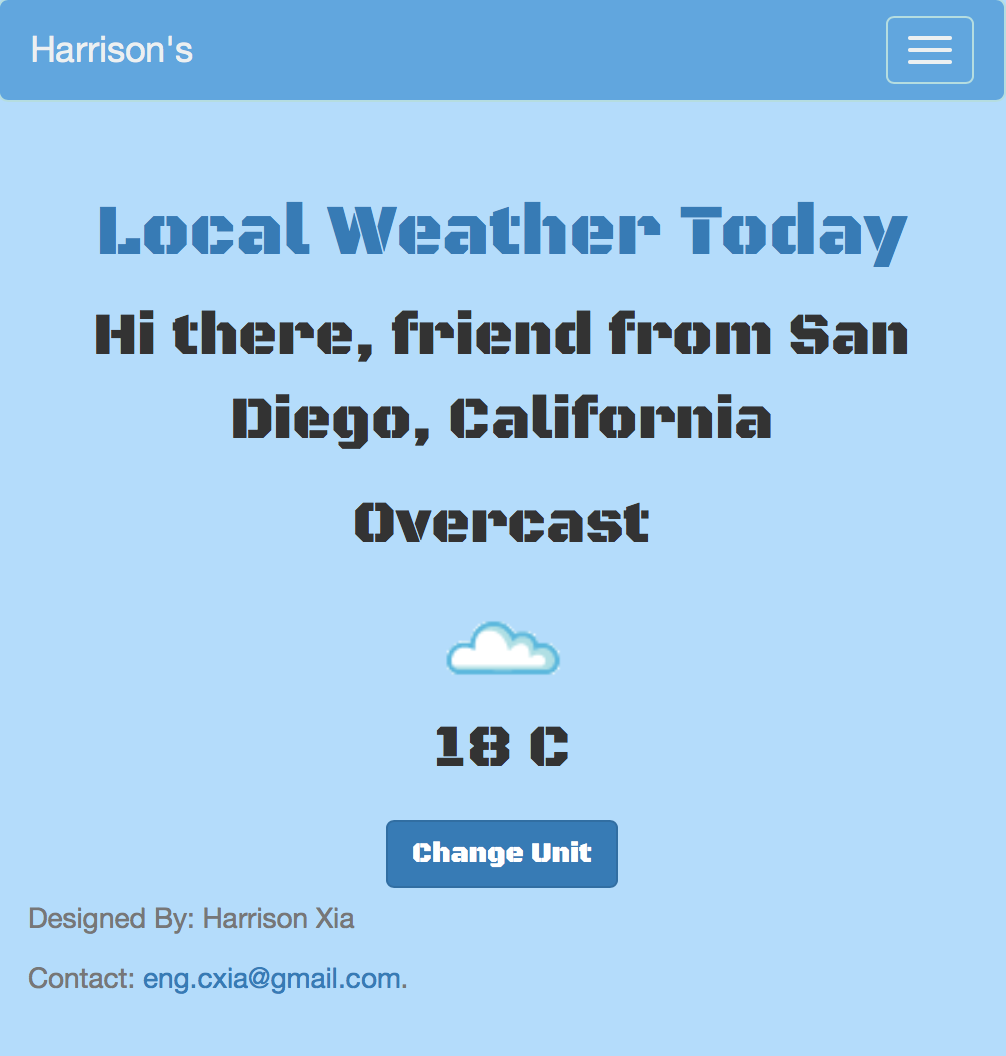 Harrison's
Local Weather Today
Hi there, friend from San
Diego, California
Overcast
18 C
Change Unit
Designed By: Harrison Xia
Contact: eng.cxia@gmail.com.